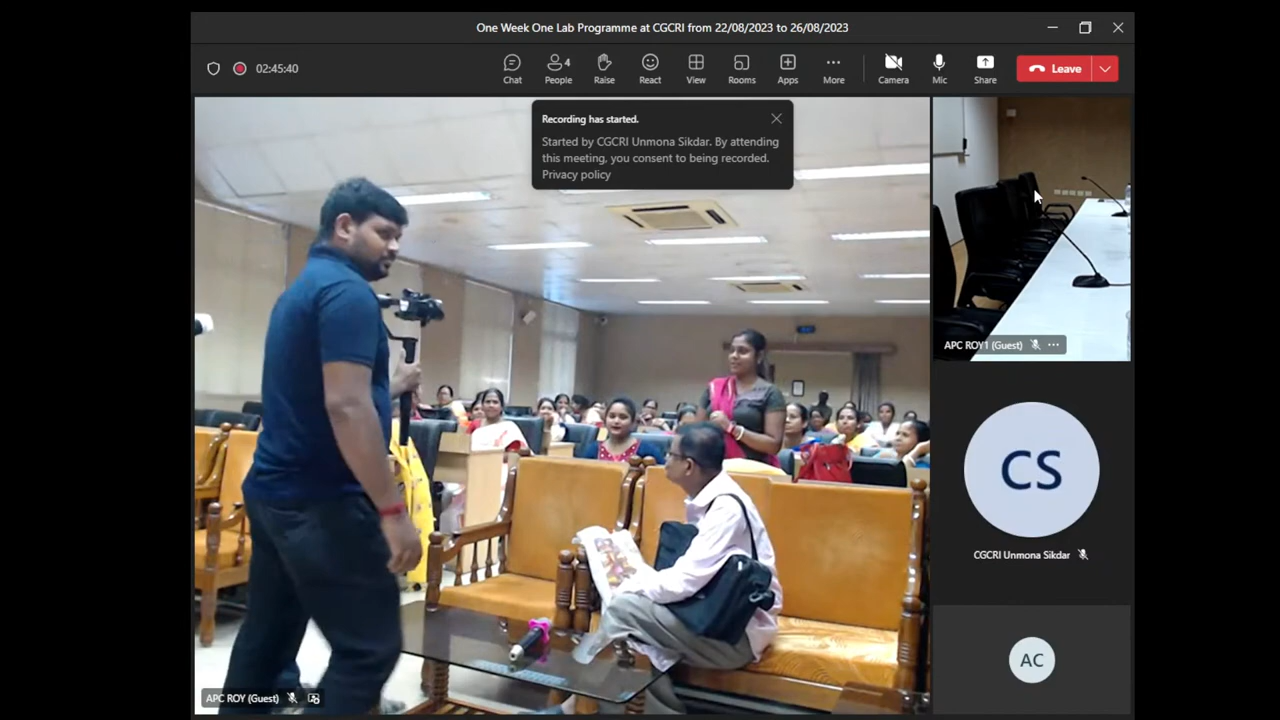 One Week One Lab Programme at CGCRI from 22/08/2023 to 26/08/2023
02:45:40
Chat
People
4
Raise
React
View
Rooms
Apps
More
Camera
Mic
Share
Leave
Recording has started.
Started by CGCRI Unmona Sikdar. By attending
this meeting, you consent to being recorded.
Privacy policy
APC ROY1 (Guest)
CS
CGCRI Unmona Sikdar
AC
APC ROY (Guest)